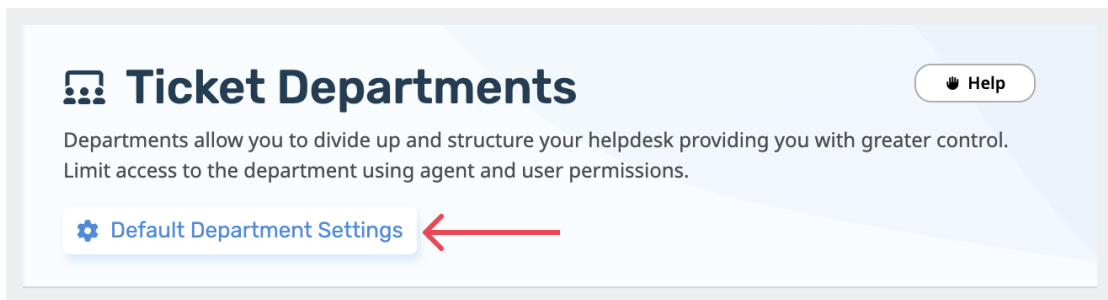 Ticket Departments
Help
Departments allow you to divide up and structure your helpdesk providing you with greater control.
Limit access to the department using agent and user permissions.
Default Department Settings